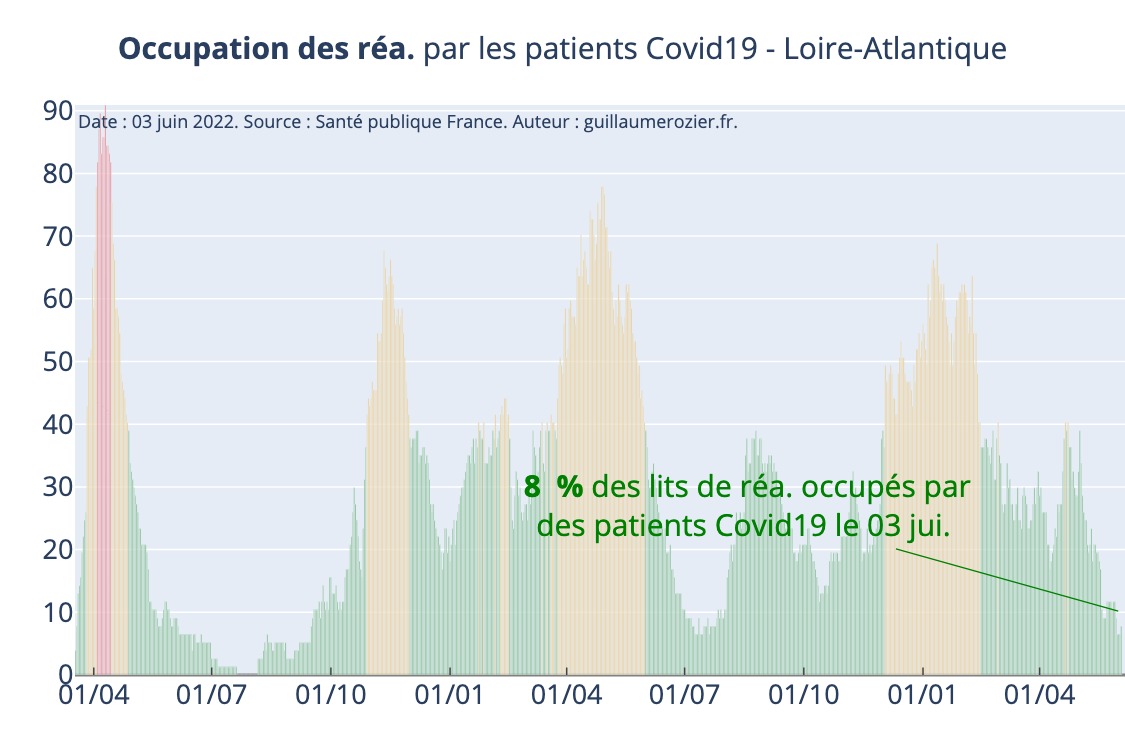 Occupation des réa. par les patients Covid19 - Loire-Atlantique
90
Date : 03 juin 2022. Source : Santé publique France. Auteur : guillaumerozier.fr.
80
70
60
50
40
30
8 % des lits de réa. occupés par
des patients Covid19 le 03 jui.
20
10
0
01/04 01/07 01/10 01/01 01/04 01/07 01/10 01/01 01/04